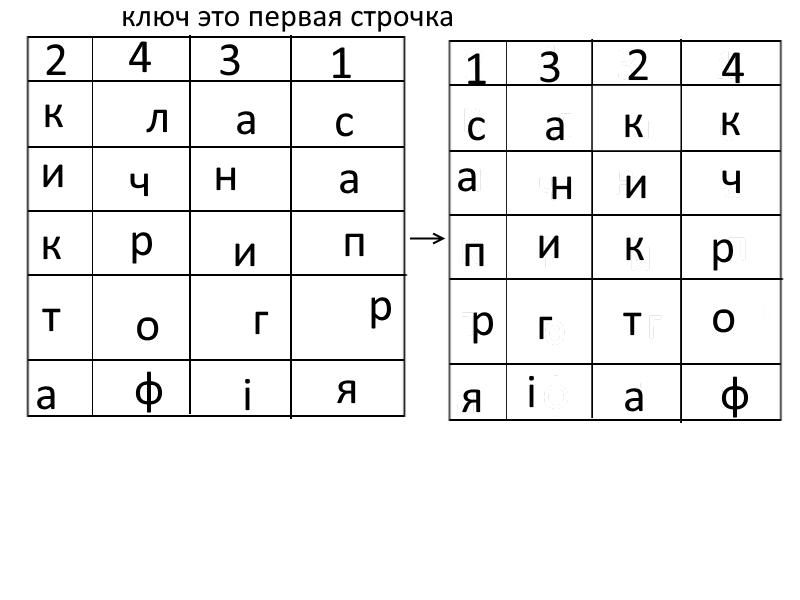 ключ это первая строчка
2 4 3 1 1 3 2 4
к л а с с а к к
и ч н а а н и ч
к р и п п и к р
т о г р р г т о
а ф і я я і а ф